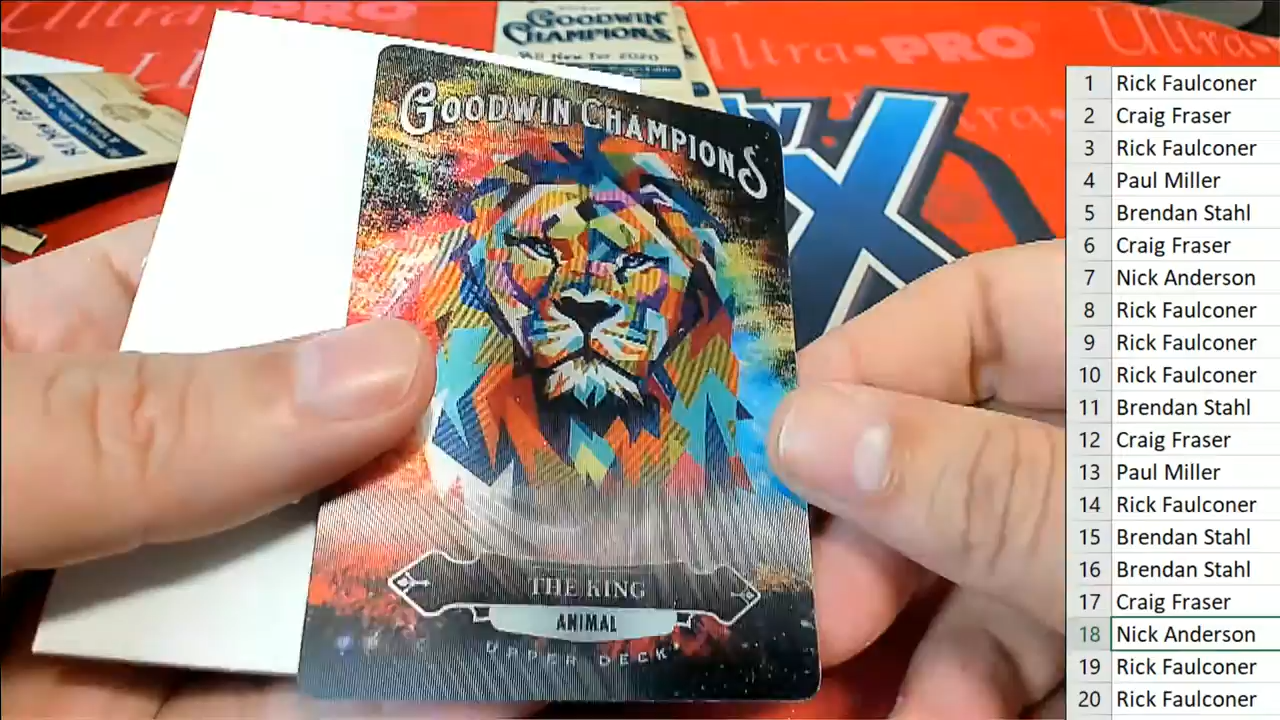 Ultra•PRO
GOODWIN
CHAMPIONS
All New For 2020
Ultra•PRO
Ultra
GOODWIN CHAMPIONS
THE KING
ANIMAL
UPPER DECK
1 Rick Faulconer
2 Craig Fraser
3 Rick Faulconer
4 Paul Miller
5 Brendan Stahl
6 Craig Fraser
7 Nick Anderson
8 Rick Faulconer
9 Rick Faulconer
10 Rick Faulconer
11 Brendan Stahl
12 Craig Fraser
13 Paul Miller
14 Rick Faulconer
15 Brendan Stahl
16 Brendan Stahl
17 Craig Fraser
18 Nick Anderson
19 Rick Faulconer
20 Rick Faulconer